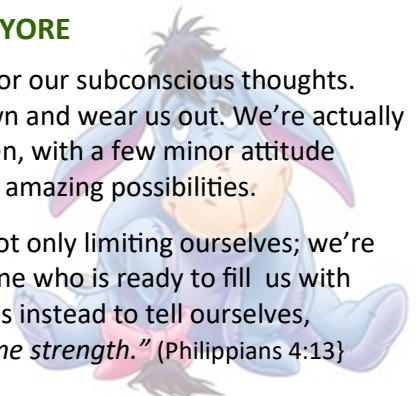 YORE
or our subconscious thoughts.
wn and wear us out. We're actually
en, with a few minor attitude
amazing possibilities.
ot only limiting ourselves; we're
ne who is ready to fill us with
s instead to tell ourselves,
me strength." (Philippians 4:13}